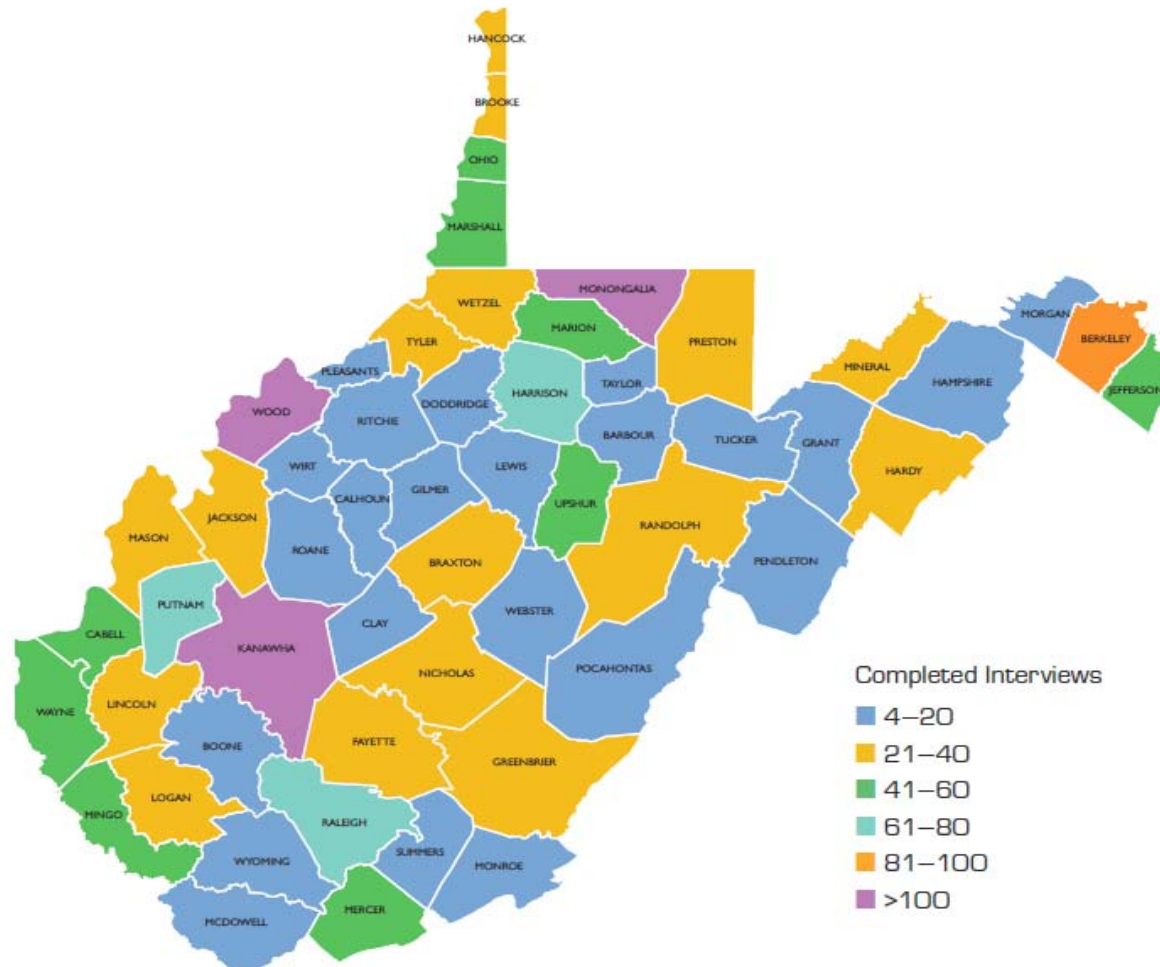 HANCOCK
BROOKE
OHIO
MARSHALL
WETZEL
MONONGALIA
MARION
PRESTON
TYLER
PLEASANTS
DODDRIDGE
HARRISON
TAYLOR
MINERAL
HAMPSHIRE
MORGAN
BERKELEY
JEFFERSON
WOOD
RITCHIE
BARBOUR
TUCKER
GRANT
HARDY
WIRT
CALHOUN
GILMER
LEWIS
UPSHUR
RANDOLPH
PENDLETON
MASON
JACKSON
ROANE
BRAXTON
WEBSTER
PUTNAM
CABELL
KANAWHA
CLAY
NICHOLAS
POCAHONTAS
WAYNE
LINCOLN
BOONE
FAYETTE
GREENBRIER
MINGO
LOGAN
RALEIGH
WYOMING
SUMMERS
MONROE
MCDOWELL
MERCER
Completed Interviews
4–20
21–40
41–60
61–80
81–100
>100